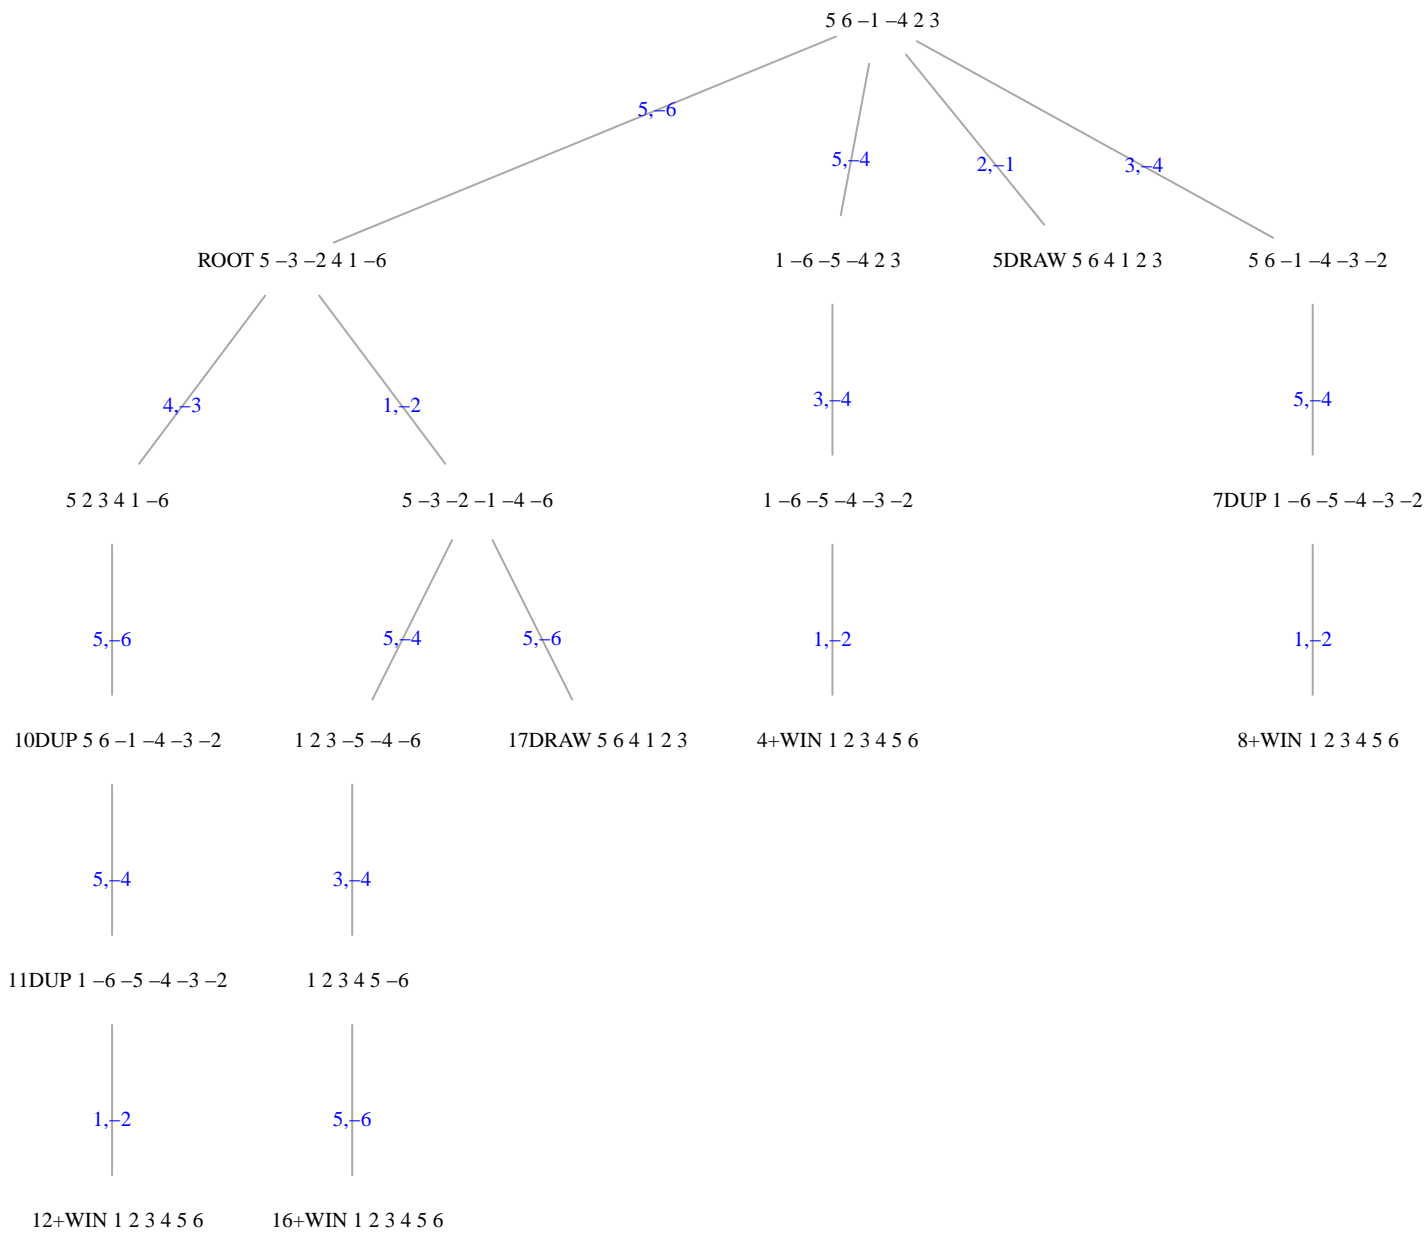 5 6 –1 –4 2 3
5,–6
5,–4
2,–1
3,–4
ROOT 5 –3 –2 4 1 –6
1 –6 –5 –4 2 3
5DRAW 5 6 4 1 2 3
5 6 –1 –4 –3 –2
4,–3
1,–2
3,–4
5,–4
5 2 3 4 1 –6
5 –3 –2 –1 –4 –6
1 –6 –5 –4 –3 –2
7DUP 1 –6 –5 –4 –3 –2
5,–6
5,–4
5,–6
1,–2
1,–2
10DUP 5 6 –1 –4 –3 –2
1 2 3 –5 –4 –6
17DRAW 5 6 4 1 2 3
4+WIN 1 2 3 4 5 6
8+WIN 1 2 3 4 5 6
5,–4
3,–4
11DUP 1 –6 –5 –4 –3 –2
1 2 3 4 5 –6
1,–2
5,–6
12+WIN 1 2 3 4 5 6
16+WIN 1 2 3 4 5 6